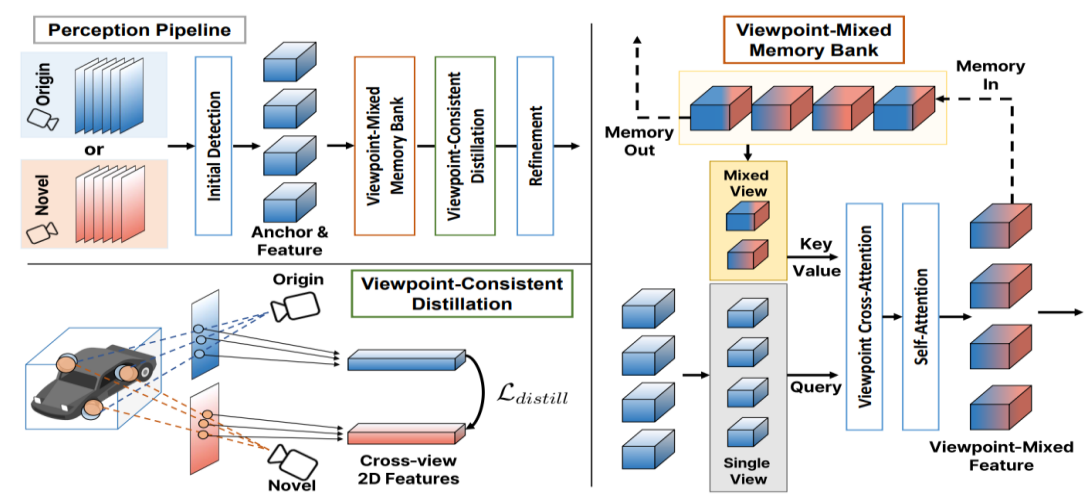 Perception Pipeline
Origin
or
Novel
Initial Detection
Anchor &
Feature
Viewpoint-Mixed
Memory Bank
Viewpoint-Consistent
Distillation
Refinement
Viewpoint-Consistent
Distillation
Origin
Novel
Cross-view
2D Features
ℒdistill
Viewpoint-Mixed
Memory Bank
Memory
In
Memory
Out
Mixed
View
Key
Value
Query
Single
View
Viewpoint Cross-Attention
Self-Attention
Viewpoint-Mixed
Feature